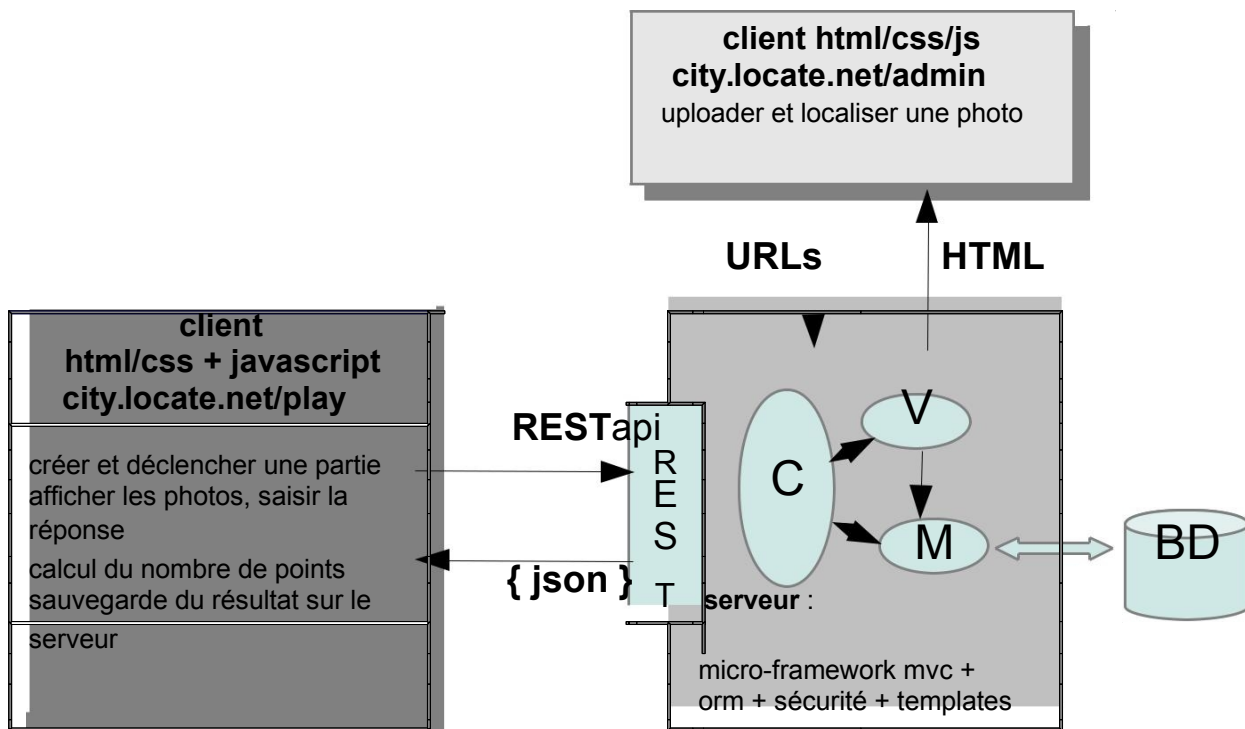 client html/css/js
city.locate.net/admin
uploader et localiser une photo
URLs
HTML
client
html/css + javascript
city.locate.net/play
créer et déclencher une partie
afficher les photos, saisir la
réponse
calcul du nombre de points
sauvegarde du résultat sur le
serveur
RESTapi
{ json }
R
E
S
T
C
V
M
BD
serveur :
micro-framework mvc +
orm + sécurité + templates